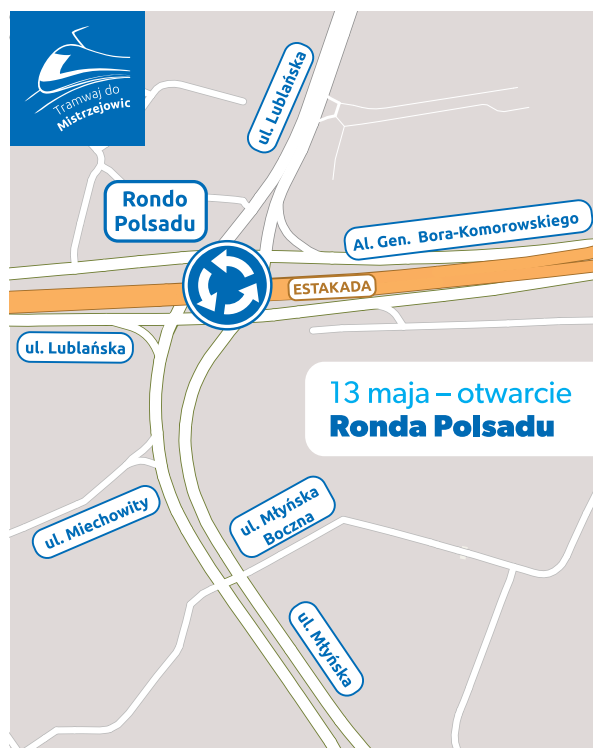 Tramwaj do
Mistrzejowic
ul. Lublańska
Rondo
Polsadu
Al. Gen. Bora-Komorowskiego
ESTAKADA
ul. Lublańska
13 maja – otwarcie
Ronda Polsadu
ul. Miechowity
ul. Młyńska
Boczna
ul. Młyńska